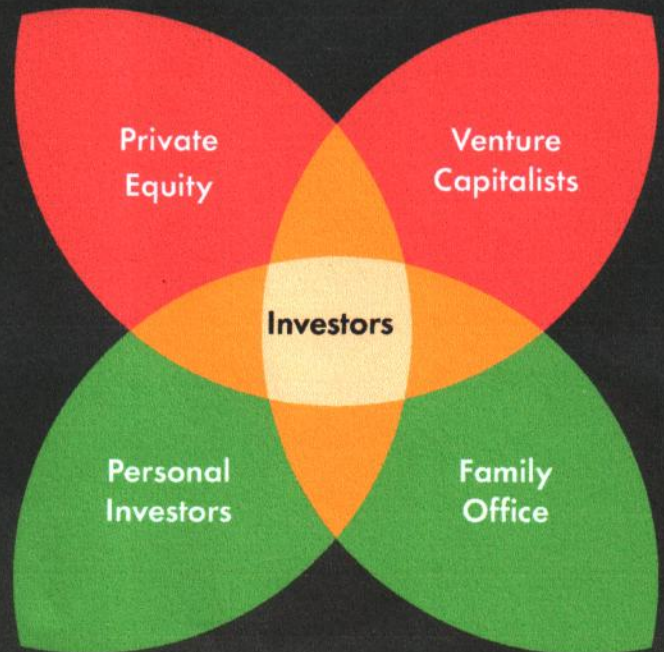 Private
Equity
Venture
Capitalists
Investors
Personal
Investors
Family
Office